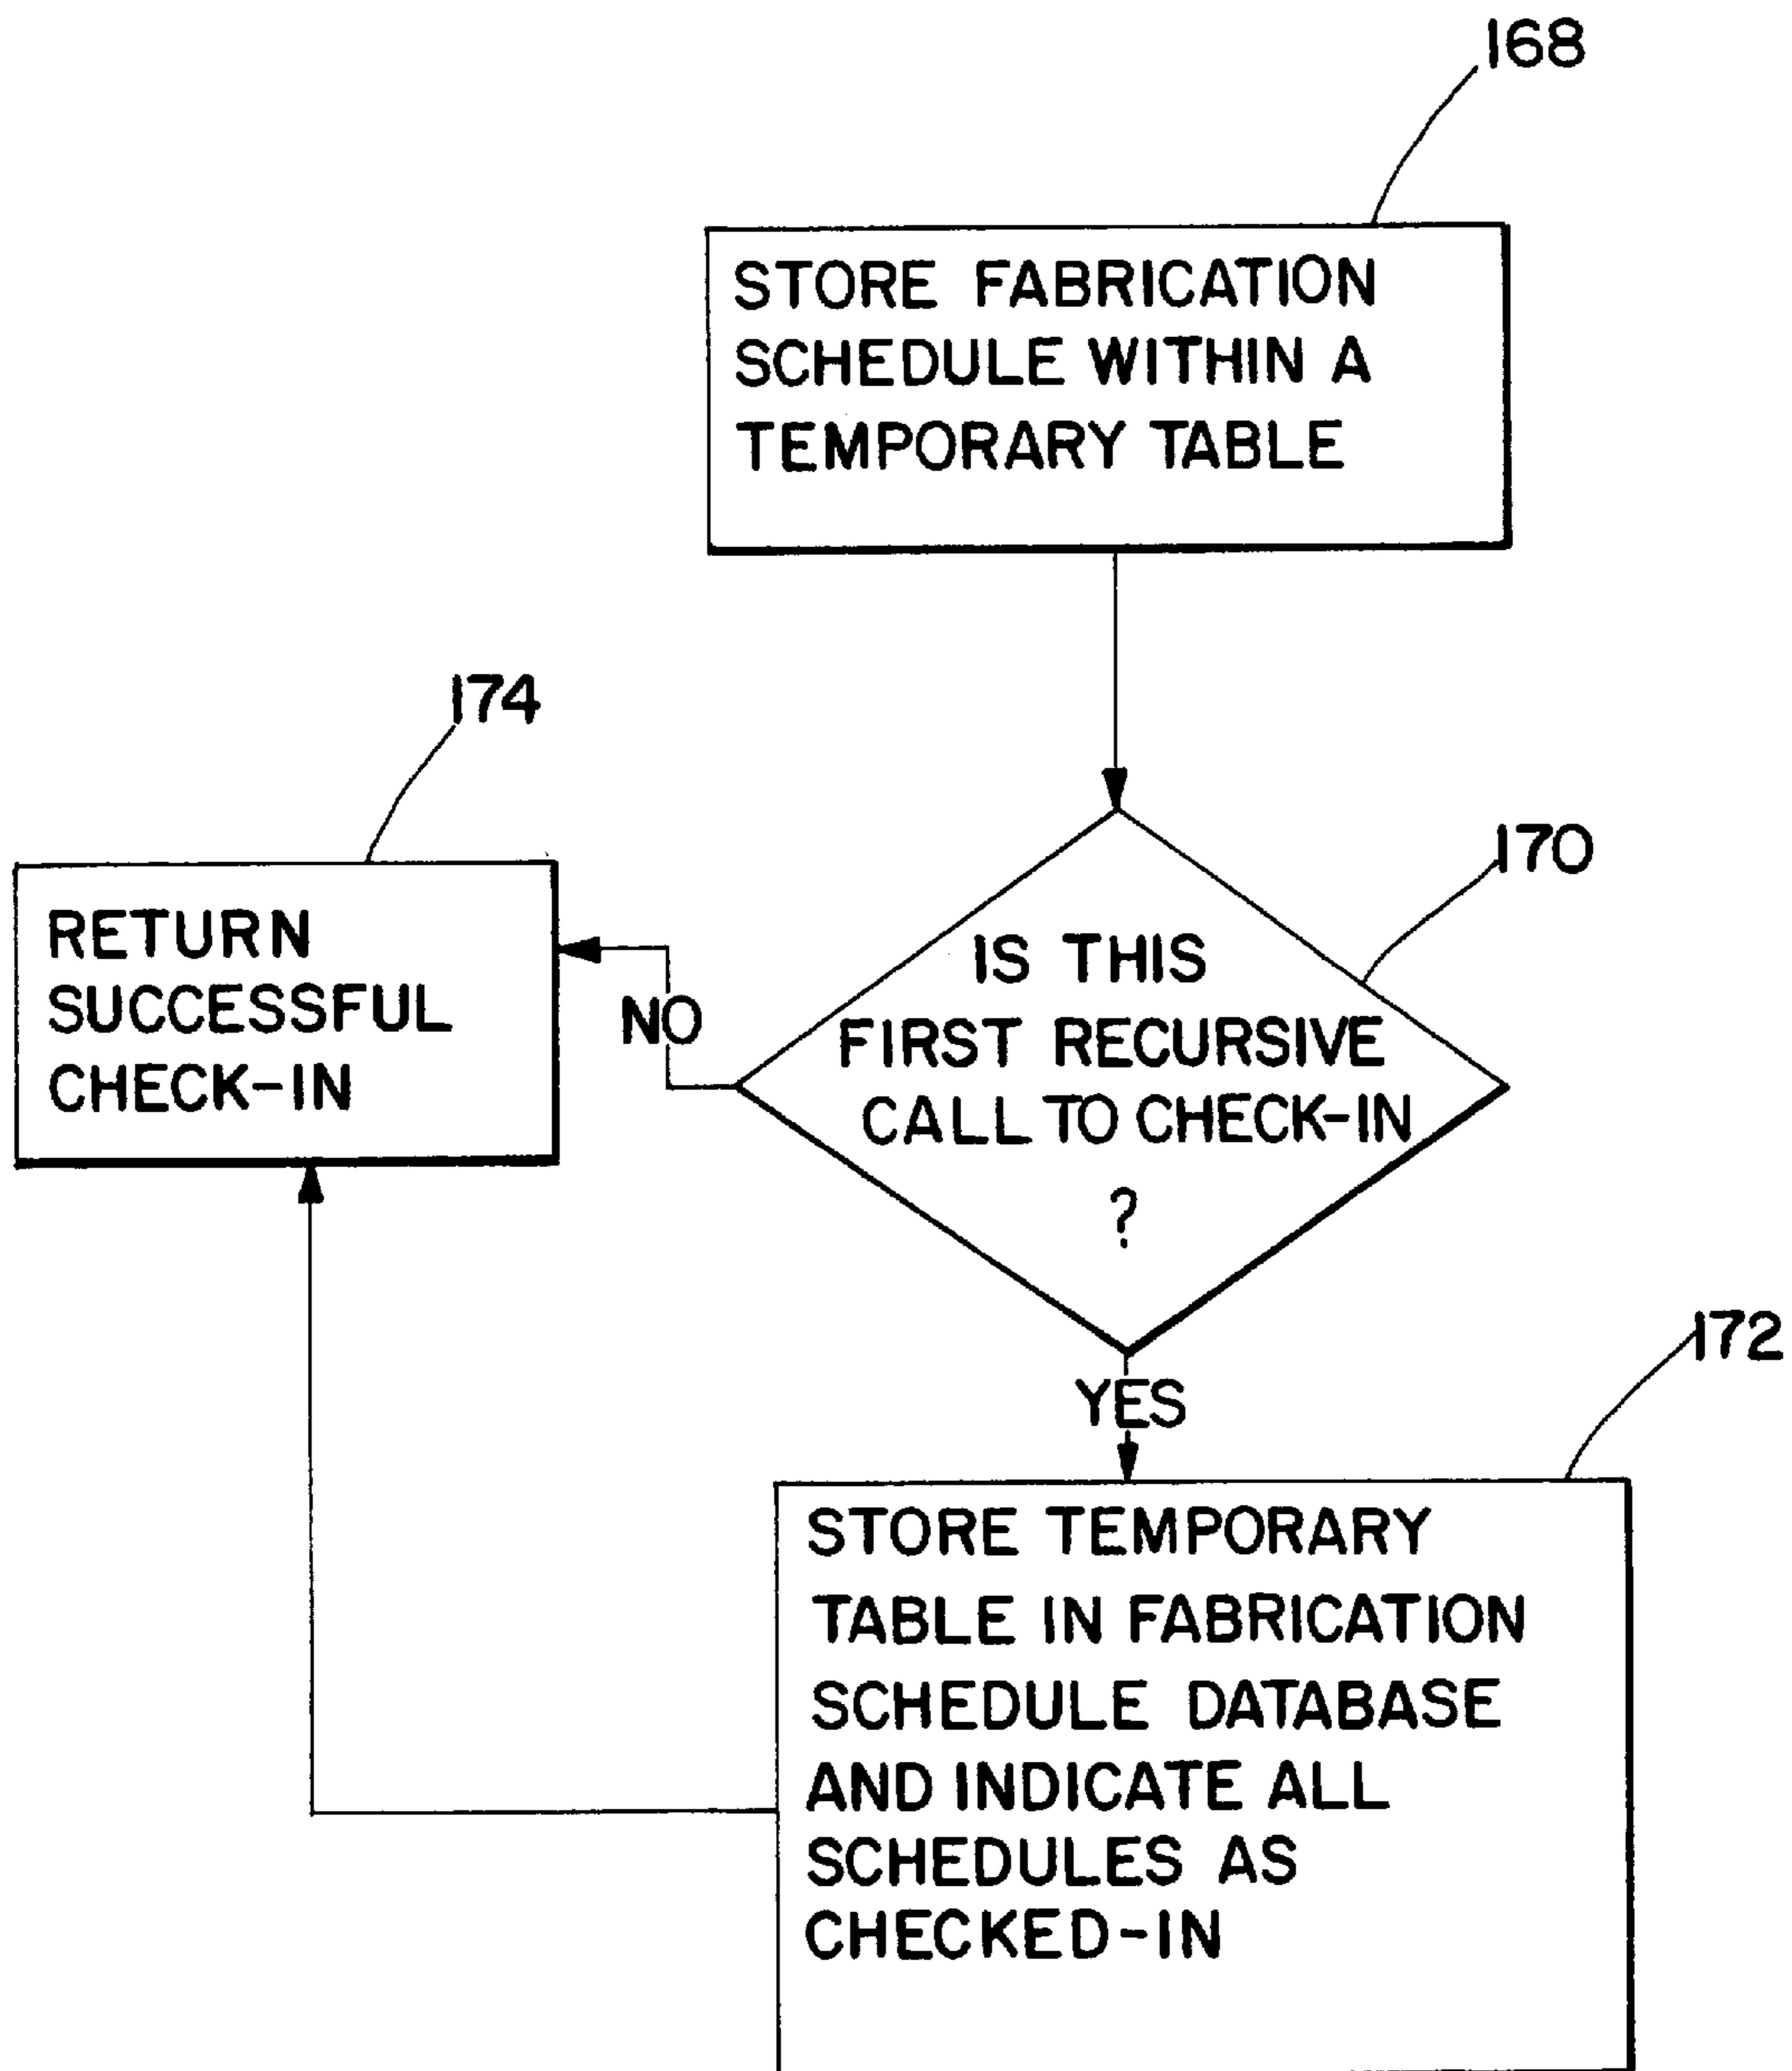 168
STORE FABRICATION
SCHEDULE WITHIN A
TEMPORARY TABLE
174
RETURN
SUCCESSFUL
CHECK-IN
NO
170
IS THIS
FIRST RECURSIVE
CALL TO CHECK-IN
?
YES
172
STORE TEMPORARY
TABLE IN FABRICATION
SCHEDULE DATABASE
AND INDICATE ALL
SCHEDULES AS
CHECKED-IN